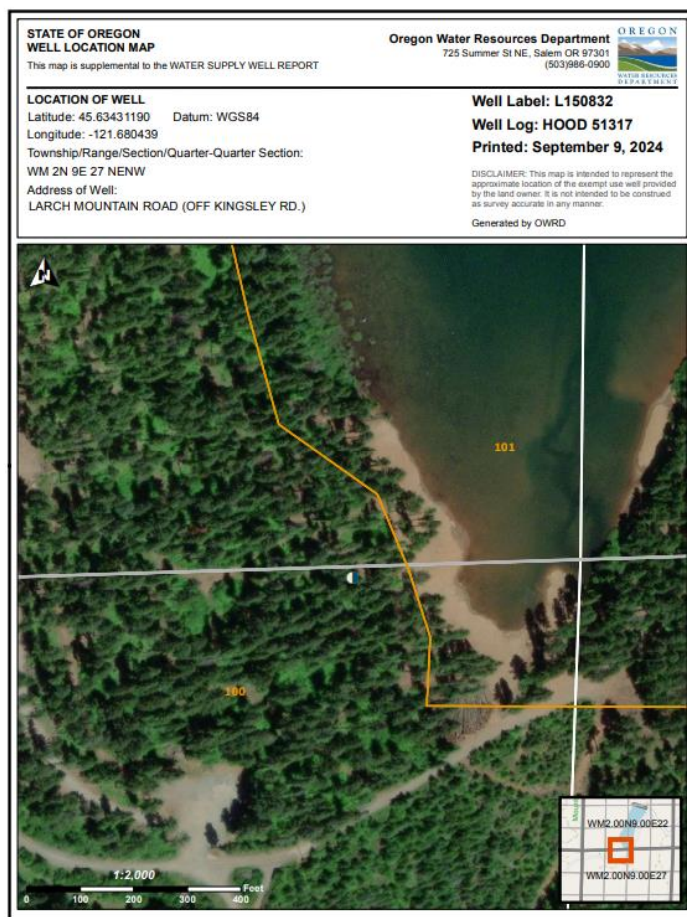 STATE OF OREGON
WELL LOCATION MAP
This map is supplemental to the WATER SUPPLY WELL REPORT
Oregon Water Resources Department
725 Summer St NE, Salem OR 97301
(503)986-0900
OREGON
WATER RESOURCES
DEPARTMENT
LOCATION OF WELL
Latitude: 45.63431190 Datum: WGS84
Longitude: -121.680439
Township/Range/Section/Quarter-Quarter Section:
WM 2N 9E 27 NENW
Address of Well:
LARCH MOUNTAIN ROAD (OFF KINGSLEY RD.)
Well Label: L150832
Well Log: HOOD 51317
Printed: September 9, 2024
DISCLAIMER: This map is intended to represent the
approximate location of the exempt use well provided
by the land owner. It is not intended to be construed
as survey accurate in any manner.
Generated by OWRD
N
101
100
1:2,000
Feet
0 100 200 300 400
WM2.00N9.00E22
WM2.00N9.00E27